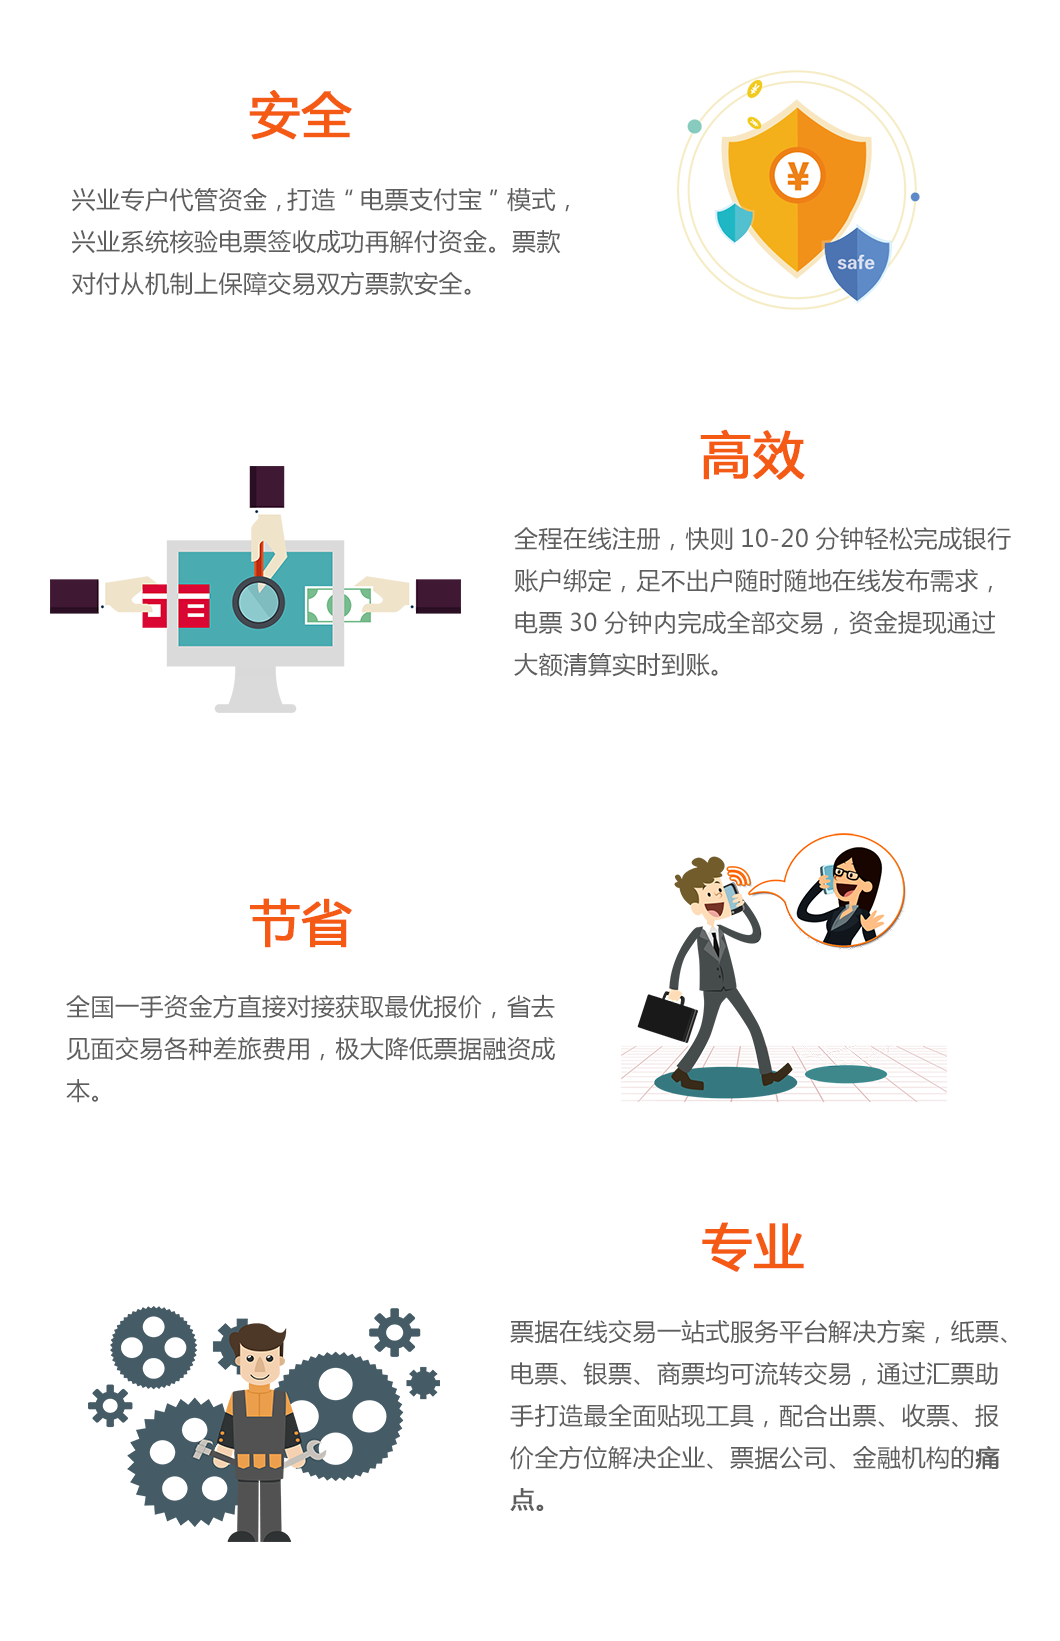 安全
兴业专户代管资金，打造“电票支付宝”模式，
兴业系统核验电票签收成功再解付资金。票款
对付从机制上保障交易双方票款安全。
¥
safe
高效
全程在线注册，快则 10-20 分钟轻松完成银行
账户绑定，足不出户随时随地在线发布需求，
电票 30 分钟内完成全部交易，资金提现通过
大额清算实时到账。
节省
全国一手资金方直接对接获取最优报价，省去
见面交易各种差旅费用，极大降低票据融资成
本。
专业
票据在线交易一站式服务平台解决方案，纸票、
电票、银票、商票均可流转交易，通过汇票助
手打造最全面贴现工具，配合出票、收票、报
价全方位解决企业、票据公司、金融机构的痛
点。